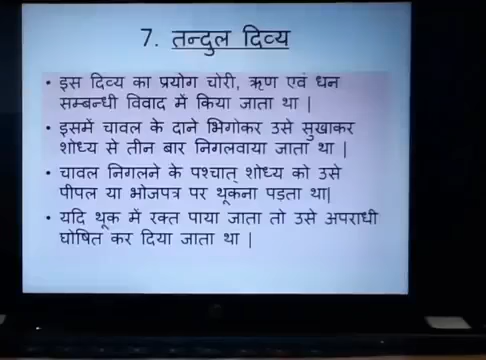 7. तन्दुल दिव्य
• इस दिव्य का प्रयोग चोरी, ऋण एवं धन
सम्बन्धी विवाद में किया जाता था |
• इसमें चावल के दाने भिगोकर उसे सुखाकर
शोध्य से तीन बार निगलवाया जाता था |
• चावल निगलने के पश्चात् शोध्य को उसे
पीपल या भोजपत्र पर थूकना पड़ता था|
• यदि थूक में रक्त पाया जाता तो उसे अपराधी
घोषित कर दिया जाता था |